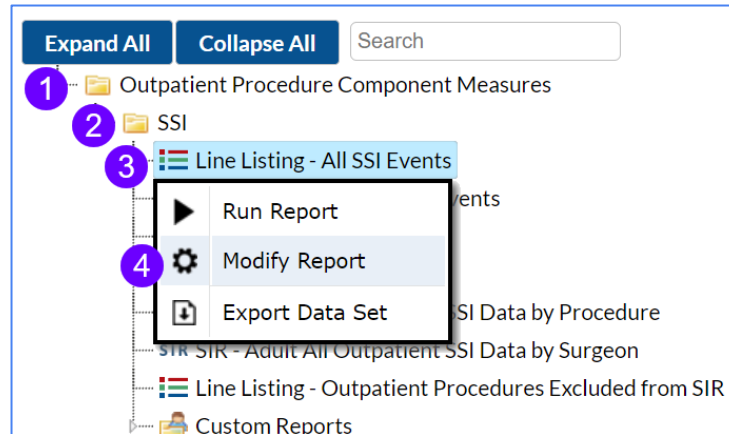 Expand All Collapse All Search
1 Outpatient Procedure Component Measures
2 SSI
3 Line Listing - All SSI Events
Run Report
vents
4 Modify Report
Export Data Set SSI Data by Procedure
SIR SIR - Adult All Outpatient SSI Data by Surgeon
Line Listing - Outpatient Procedures Excluded from SIR
Custom Reports